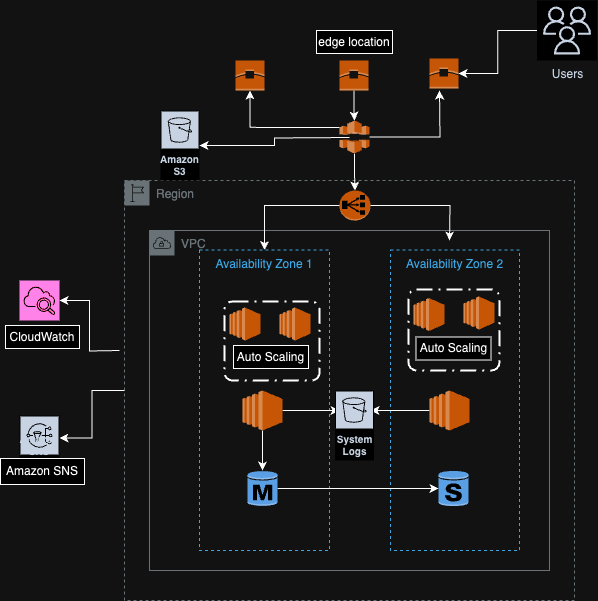 edge location
Users
Amazon
S3
Region
VPC
Availability Zone 1
Availability Zone 2
Auto Scaling
Auto Scaling
CloudWatch
System
Logs
Amazon SNS
M
S